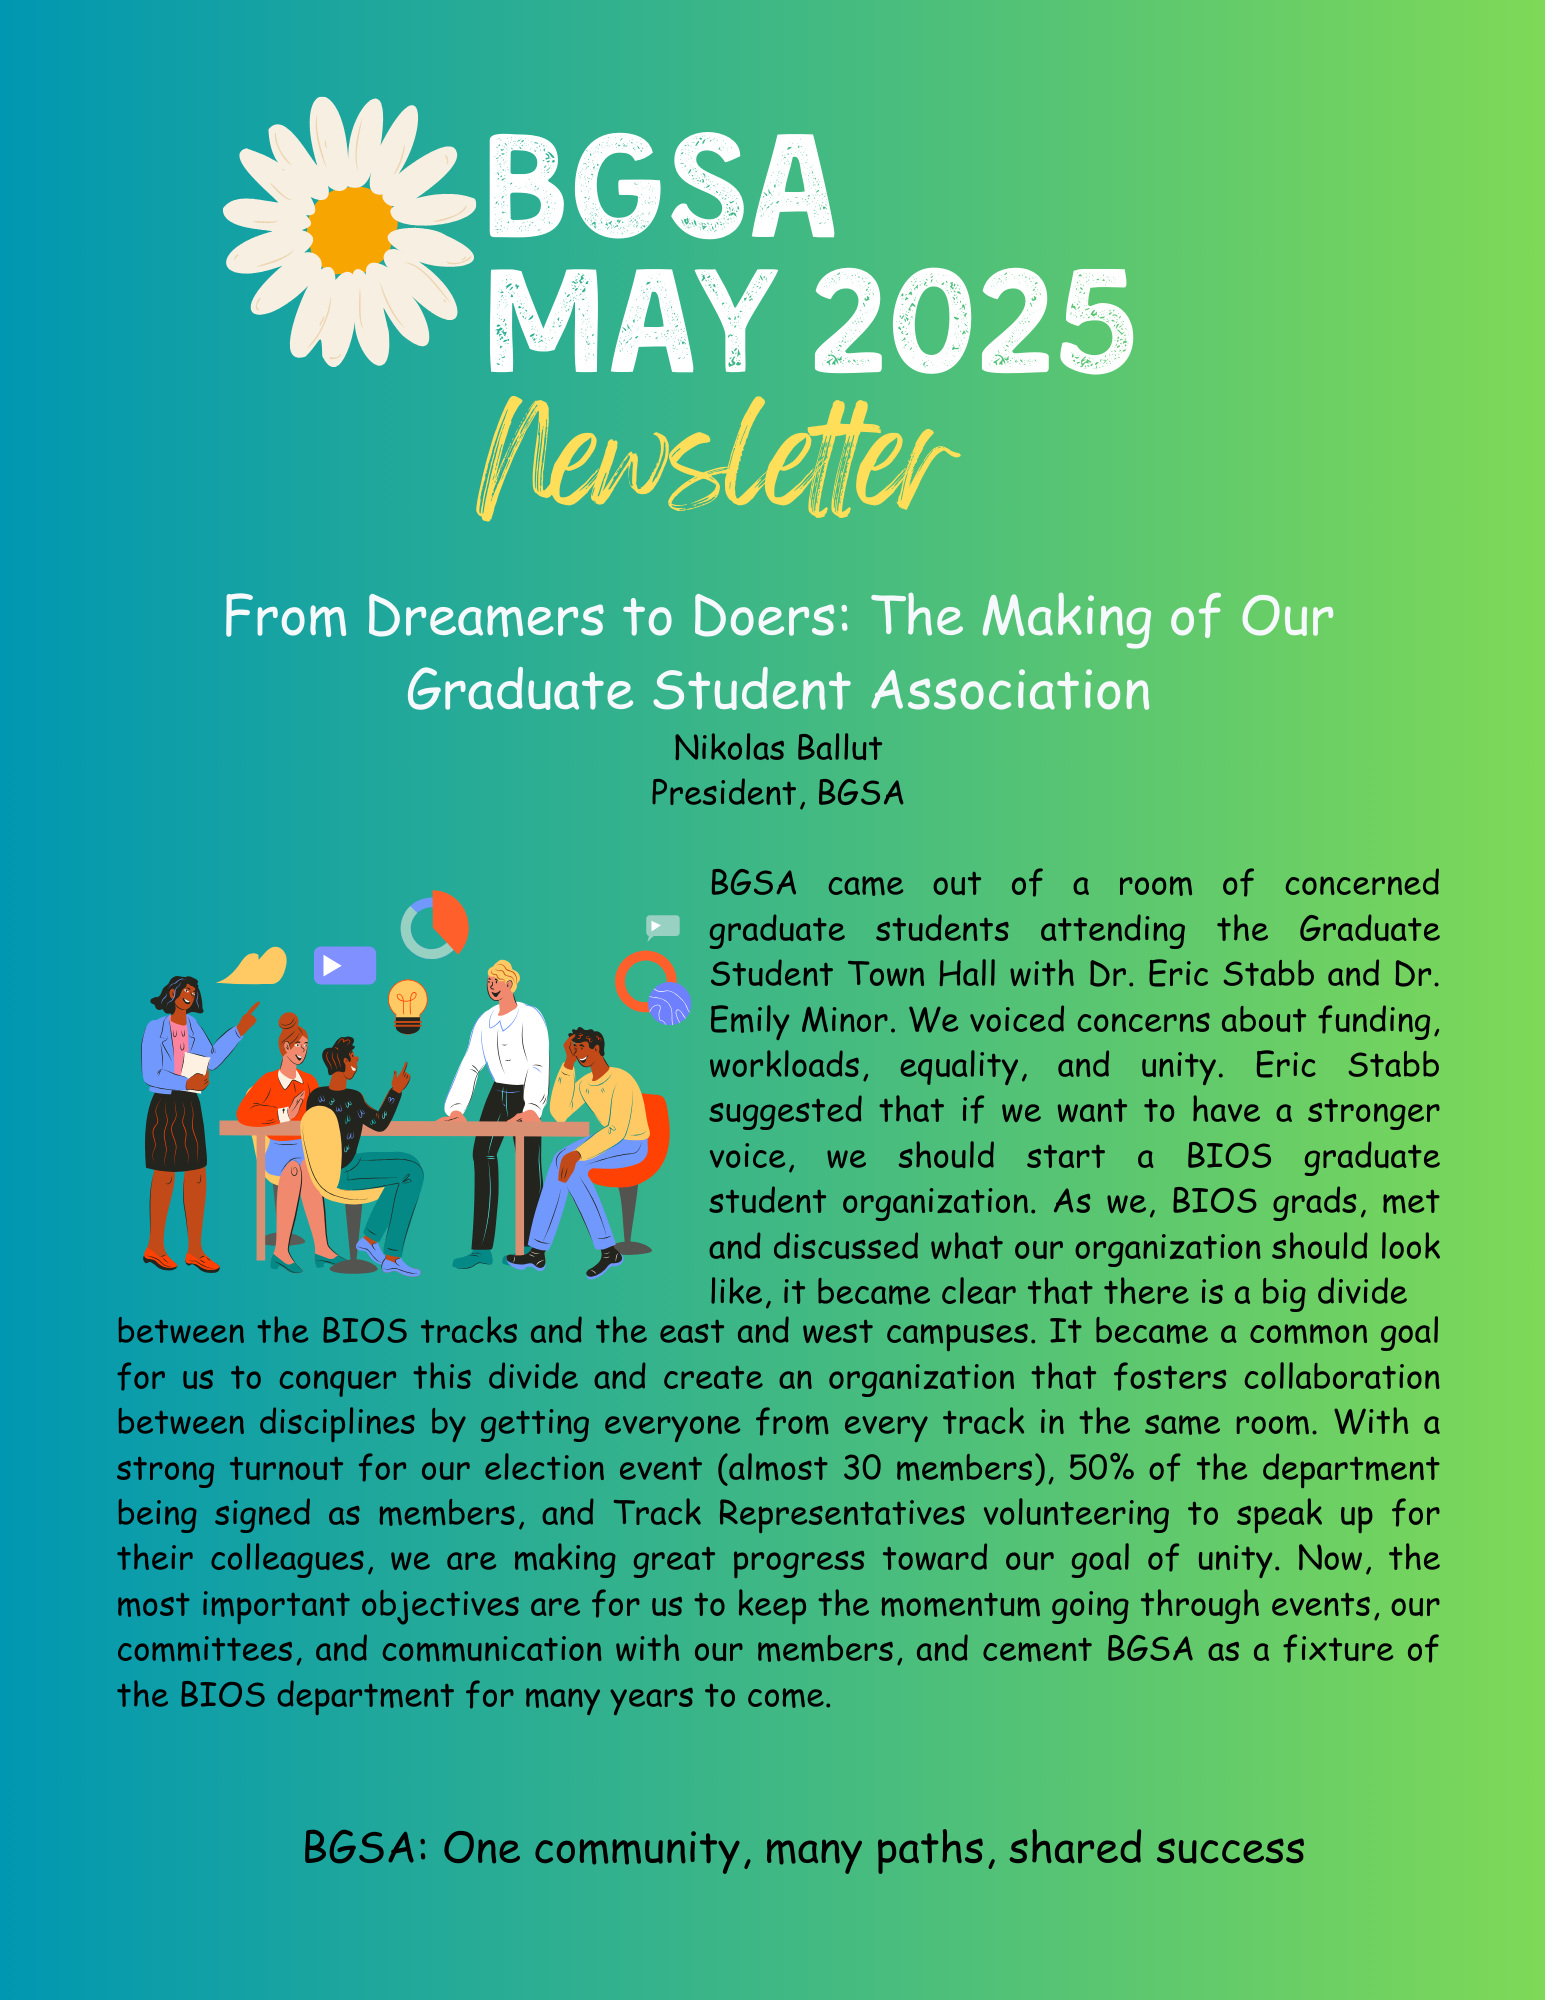 BGSA
MAY 2025
Newsletter
From Dreamers to Doers: The Making of Our
Graduate Student Association
Nikolas Ballut
President, BGSA
BGSA came out of a room of concerned
graduate students attending the Graduate
Student Town Hall with Dr. Eric Stabb and Dr.
Emily Minor. We voiced concerns about funding,
workloads, equality, and unity. Eric Stabb
suggested that if we want to have a stronger
voice, we should start a BIOS graduate
student organization. As we, BIOS grads, met
and discussed what our organization should look
like, it became clear that there is a big divide
between the BIOS tracks and the east and west campuses. It became a common goal
for us to conquer this divide and create an organization that fosters collaboration
between disciplines by getting everyone from every track in the same room. With a
strong turnout for our election event (almost 30 members), 50% of the department
being signed as members, and Track Representatives volunteering to speak up for
their colleagues, we are making great progress toward our goal of unity. Now, the
most important objectives are for us to keep the momentum going through events, our
committees, and communication with our members, and cement BGSA as a fixture of
the BIOS department for many years to come.
BGSA: One community, many paths, shared success